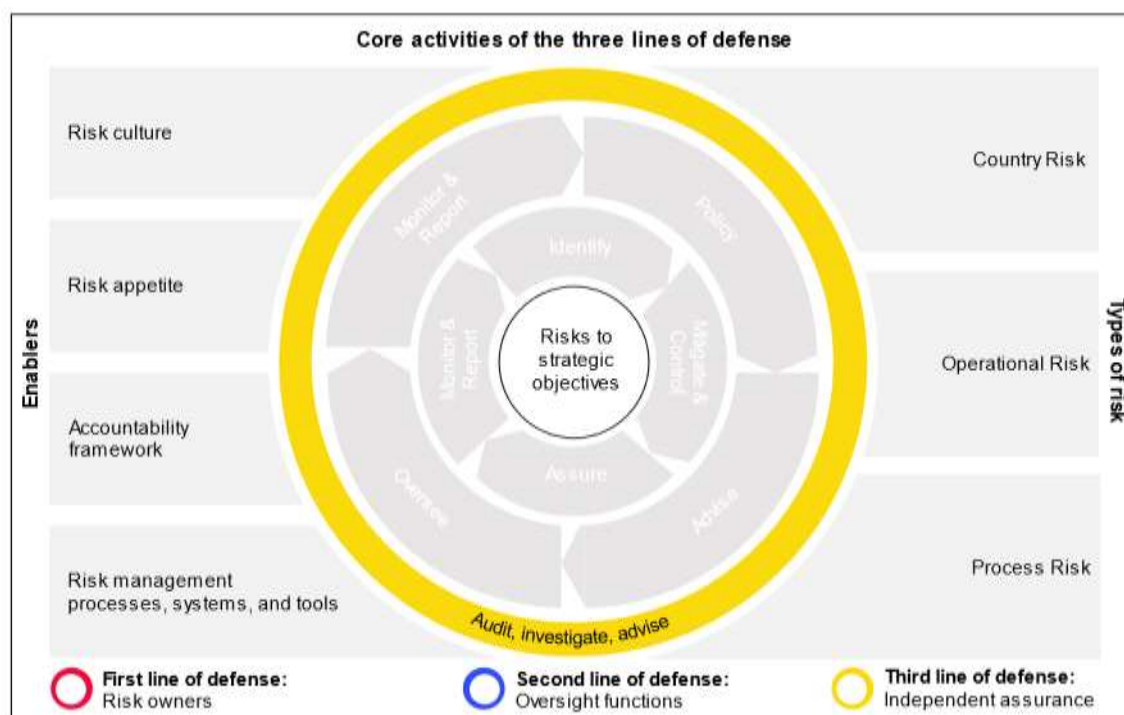 Core activities of the three lines of defense
Enablers
Risk culture
Risk appetite
Accountability
framework
Risk management
processes, systems, and tools
Monitor &
Report
Policy
Advise
Oversee
Identify
Mitigate &
Control
Assure
Monitor &
Report
Risks to
strategic
objectives
Audit, investigate, advise
Types of risk
Country Risk
Operational Risk
Process Risk
First line of defense:
Risk owners
Second line of defense:
Oversight functions
Third line of defense:
Independent assurance